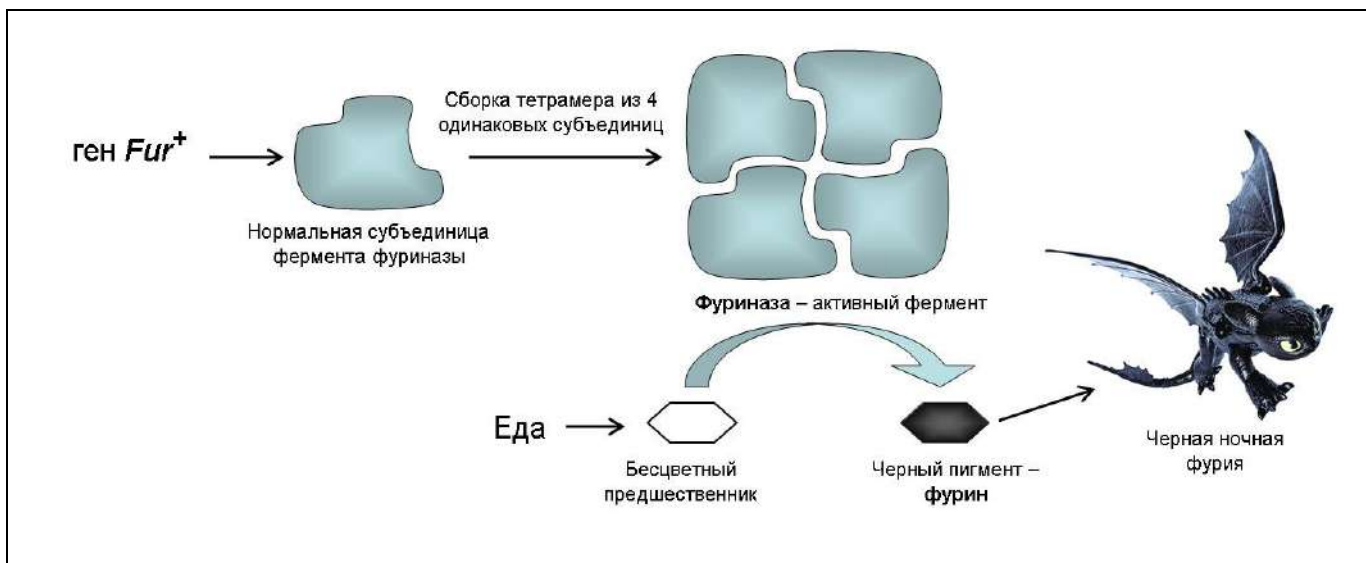 Сборка тетрамера из 4
одинаковых субъединиц
ген Fur+
Нормальная субъединица
фермента фуриназы
Фуриназа – активный фермент
Еда
Бесцветный
предшественник
Черный пигмент –
фурин
Черная ночная
фурия